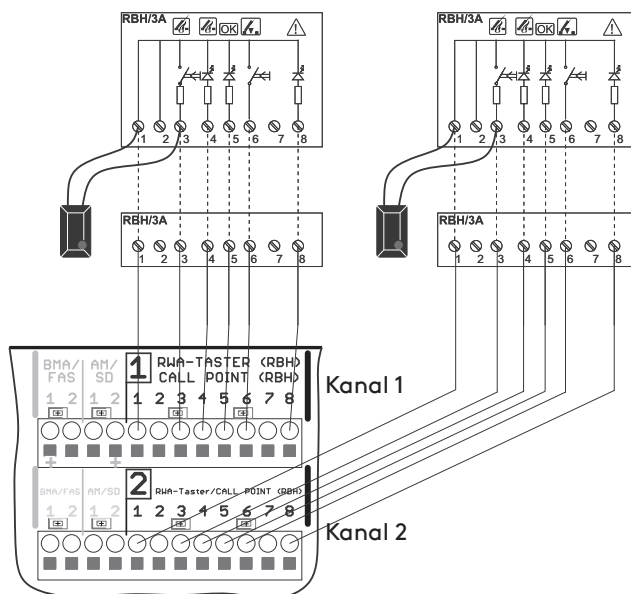 RBH/3A OK
1 2 3 4 5 6 7 8
RBH/3A OK
1 2 3 4 5 6 7 8
RBH/3A
1 2 3 4 5 6 7 8
RBH/3A
1 2 3 4 5 6 7 8
BMA/ FAS
AM/ SD
1
RWA-TASTER (RBH)
CALL POINT (RBH)
1 2 1 2 1 2 3 4 5 6 7 8
Kanal 1
+ +
BMA/FAS AM/SD
2
RWA-Taster/CALL POINT (RBH)
1 2 1 2 1 2 3 4 5 6 7 8
Kanal 2